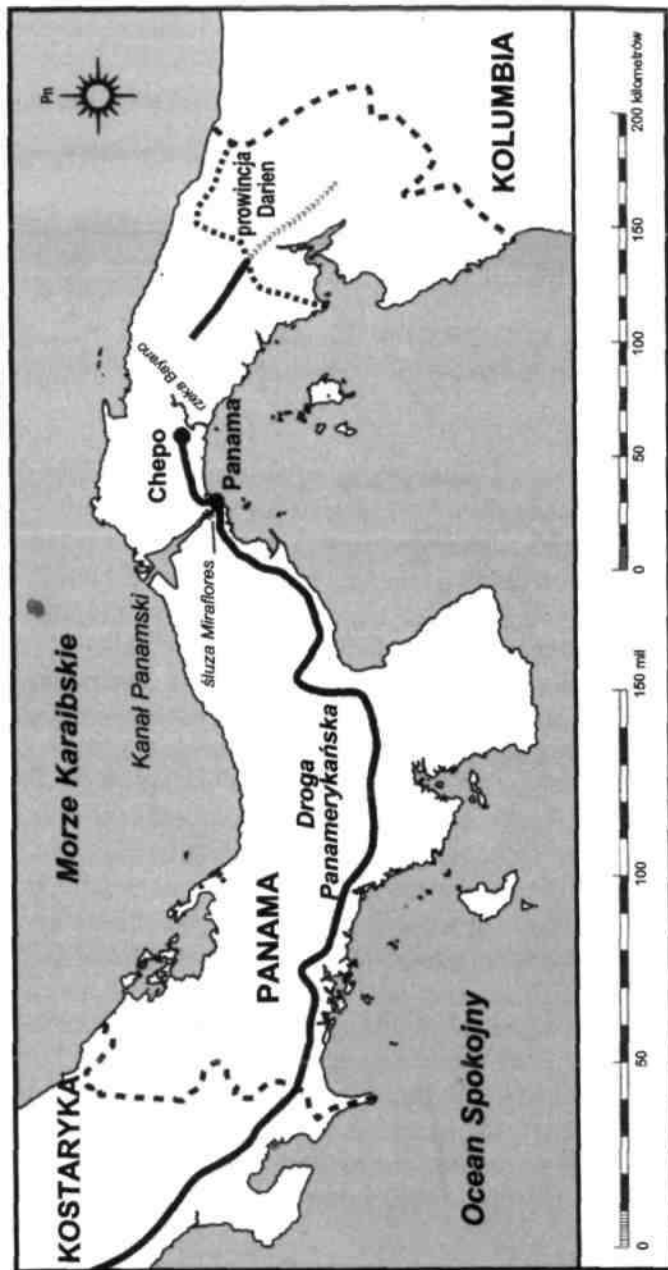 Pn
KOSTARYKA
Morze Karaibskie
Kanał Panamski
śluza Miraflores
Chepo
rzeka Bayano
prowincja
Darien
PANAMA
Droga
Panamerykańska
Panama
KOLUMBIA
Ocean Spokojny
0
50
100
150 mil
0
50
100
150
200 kilometrów